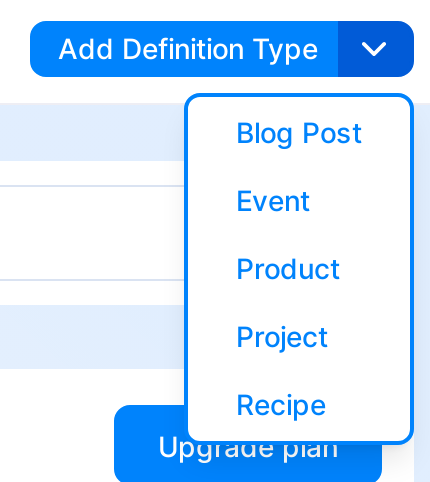 Add Definition Type
Blog Post
Event
Product
Project
Recipe
Upgrade plan